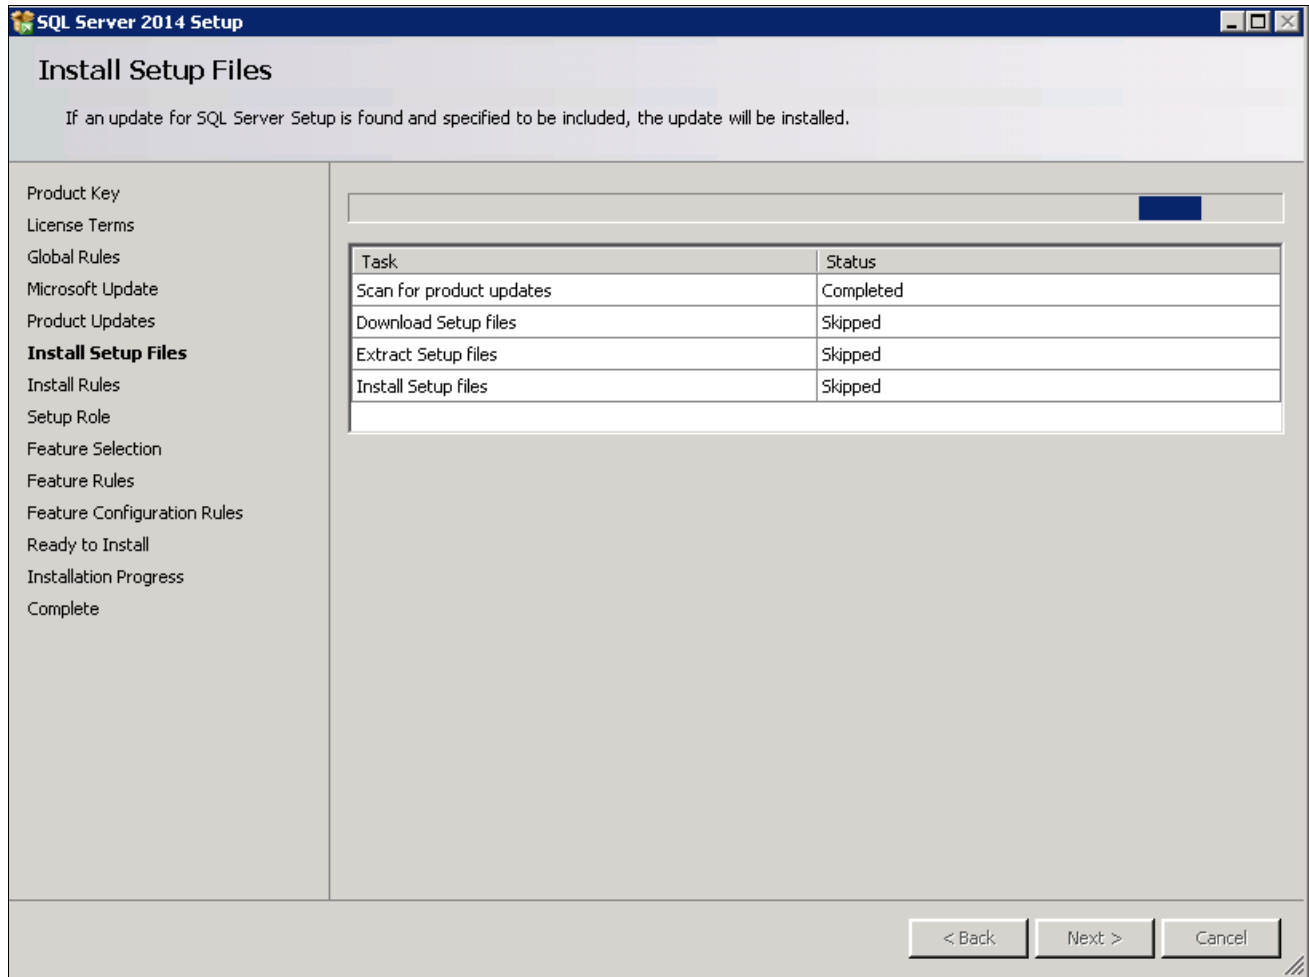 SQL Server 2014 Setup
Install Setup Files
If an update for SQL Server Setup is found and specified to be included, the update will be installed.
Product Key
License Terms
Global Rules
Microsoft Update
Product Updates
Install Setup Files
Install Rules
Setup Role
Feature Selection
Feature Rules
Feature Configuration Rules
Ready to Install
Installation Progress
Complete
Task Status
Scan for product updates Completed
Download Setup files Skipped
Extract Setup files Skipped
Install Setup files Skipped
< Back Next > Cancel